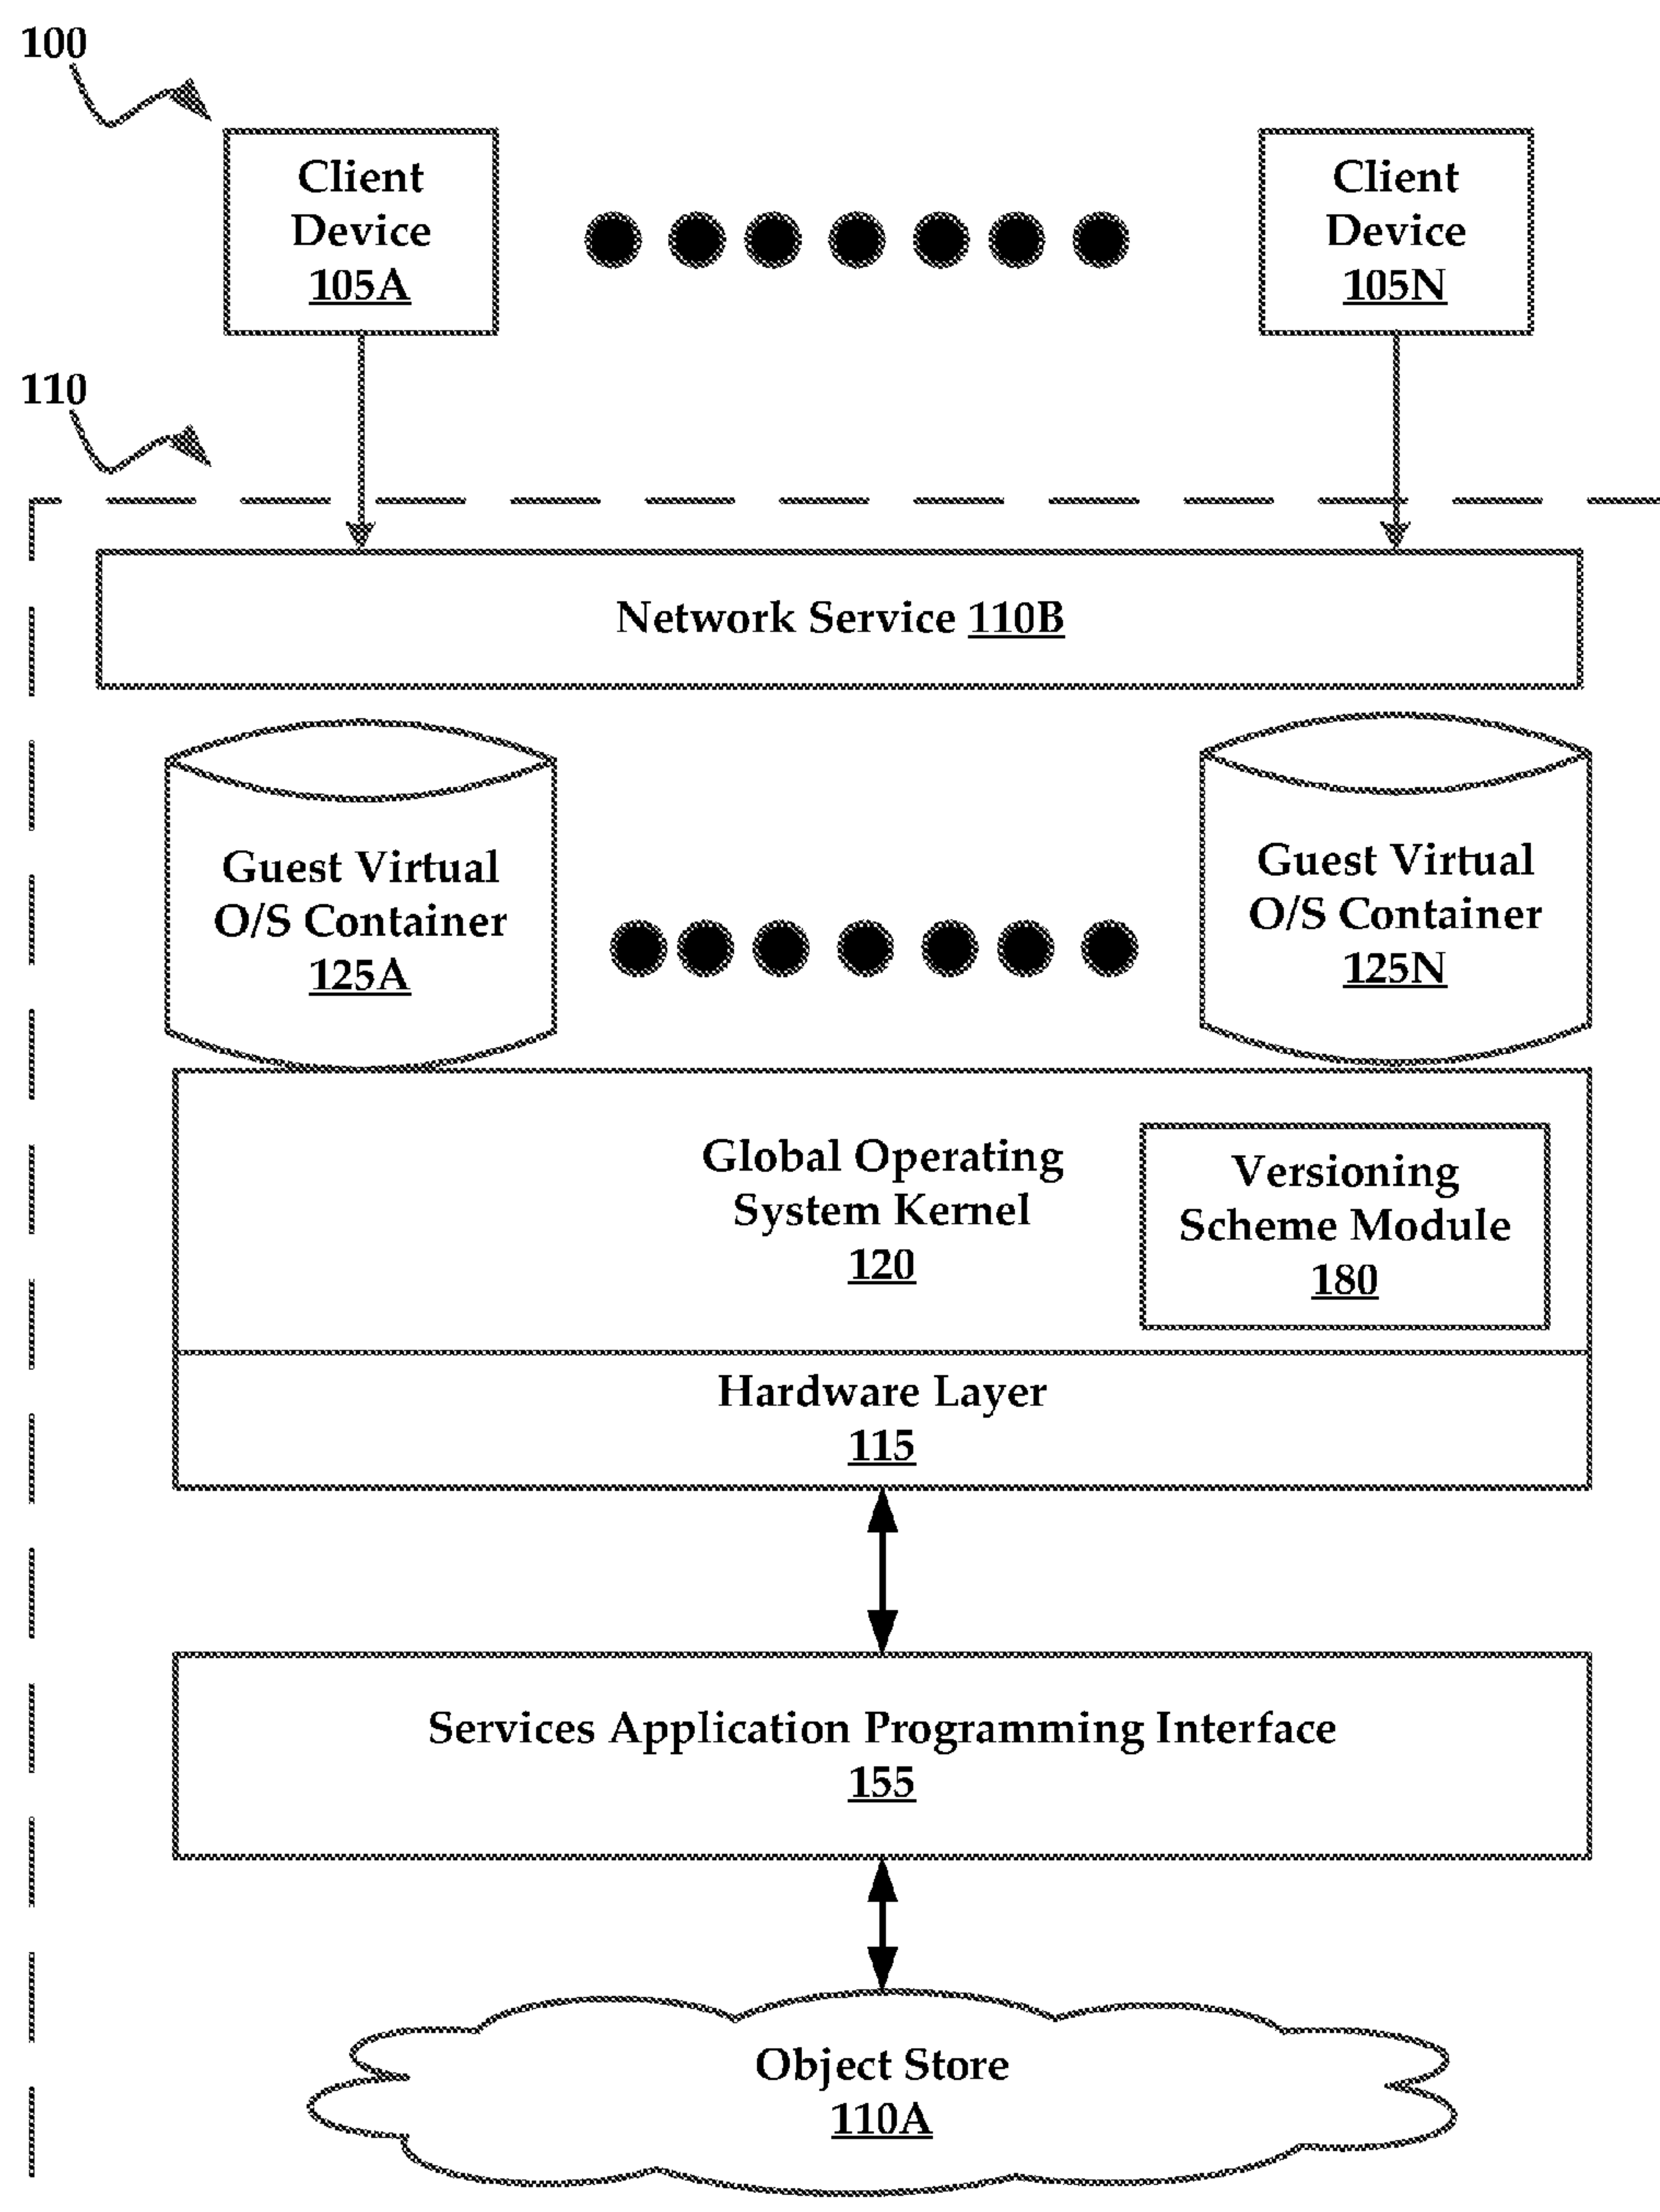 100
Client
Device
105A
Client
Device
105N
110
Network Service 110B
Guest Virtual
O/S Container
125A
Guest Virtual
O/S Container
125N
Global Operating
System Kernel
120
Versioning
Scheme Module
180
Hardware Layer
115
Services Application Programming Interface
155
Object Store
110A